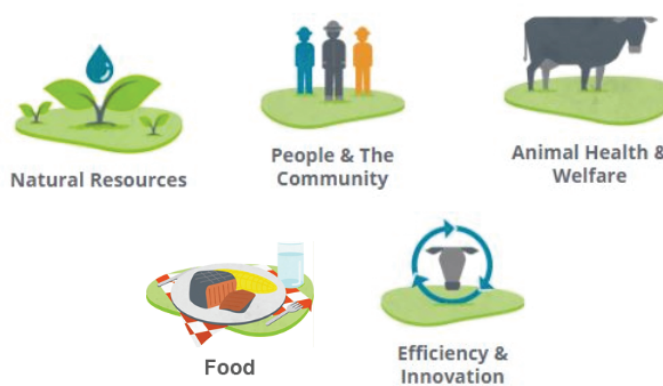 Natural Resources
People & The
Community
Animal Health &
Welfare
Food
Efficiency &
Innovation